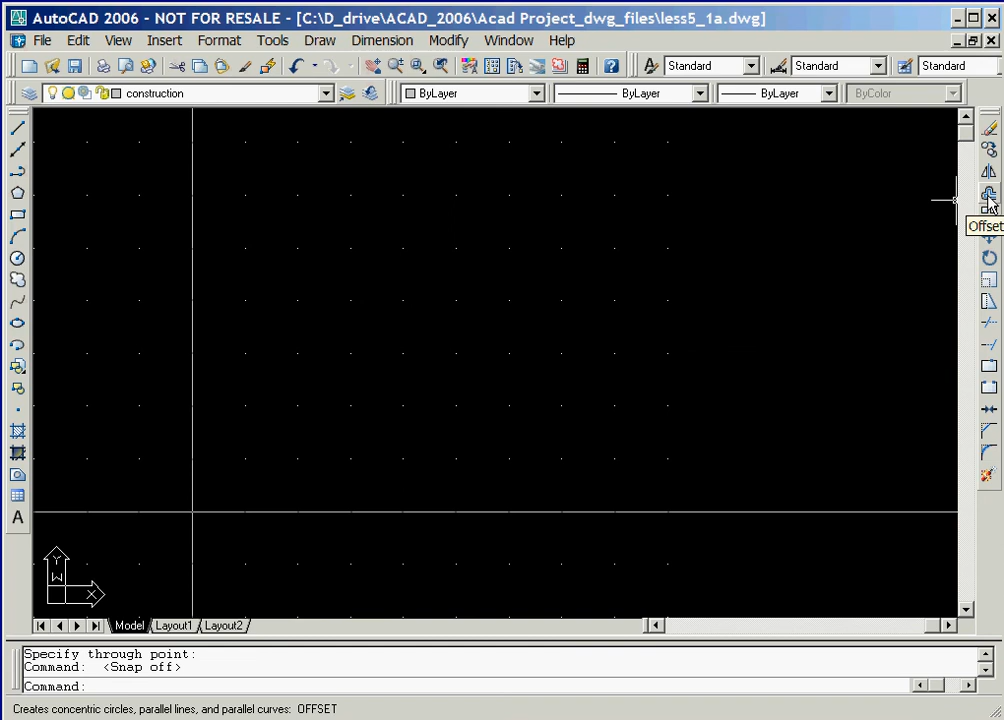 AutoCAD 2006 - NOT FOR RESALE - [C:\D_drive\ACAD_2006\Acad Project_dwg_files\less5_1a.dwg]
File Edit View Insert Format Tools Draw Dimension Modify Window Help
Standard Standard Standard
construction ByLayer ByLayer ByLayer ByColor
Offset
Y
W
X
A
Model Layout1 Layout2
Specify through point:
Command: <Snap off>
Command:
Creates concentric circles, parallel lines, and parallel curves: OFFSET